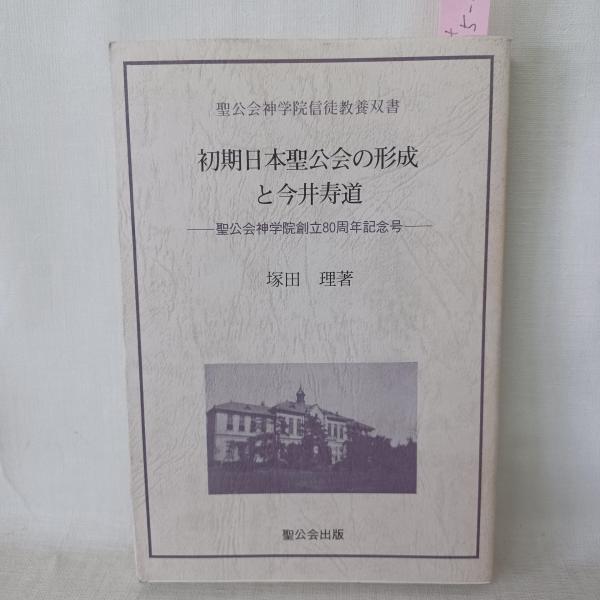 聖公会神学院信徒教養双書
初期日本聖公会の形成
と今井寿道
──聖公会神学院創立80周年記念号──
塚田 理著
聖公会出版